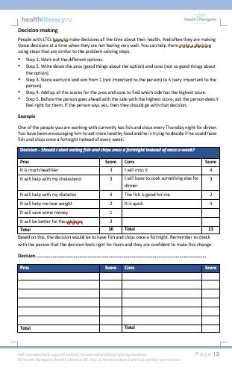 healthliteracynz
Health Navigator
Decision-making
People with LTCs have to make decisions all the time about their health. And often they are making
those decisions at a time when they are not feeling very well. You can help them make a decision
using steps that are similar to the problem-solving steps.
• Step 1. Work out the different options.
• Step 2. Write down the pros (good things about the option) and cons (not so good things about
the option)
• Step 3. Score each pro and con from 1 (not important to the person) to 5 (very important to the
person).
• Step 4. Add up all the scores for the pros and cons to find which side has the highest score.
• Step 5. Before the person goes ahead with the side with the highest score, ask the person does it
feel right for them. If the person says yes, then they should go with that decision.
Example
One of the people you are working with currently has fish and chips every Thursday night for dinner.
You have been encouraging him to eat more healthy food and he is trying to decide if he could have
fish and chips once a fortnight instead of every week.
Decision – Should I start eating fish and chips once a fortnight instead of once a week?
Pros Score Cons Score
It is much healthier 3 I will miss it 4
It will help with my cholesterol 3 I will have to cook something else for
dinner 3
It will help with my diabetes 4 The fish is good for me 2
It will help me lose weight 2 It is quick 4
It will save some money 1
It will be better for the 3
Total 16 Total 13
Based on this, the decision would be to have fish and chips once a fortnight. Remember to check
with the person that the decision feels right for them and they are confident to make this change
Decision
Pros Score Cons Score
Total Total
Page | 2